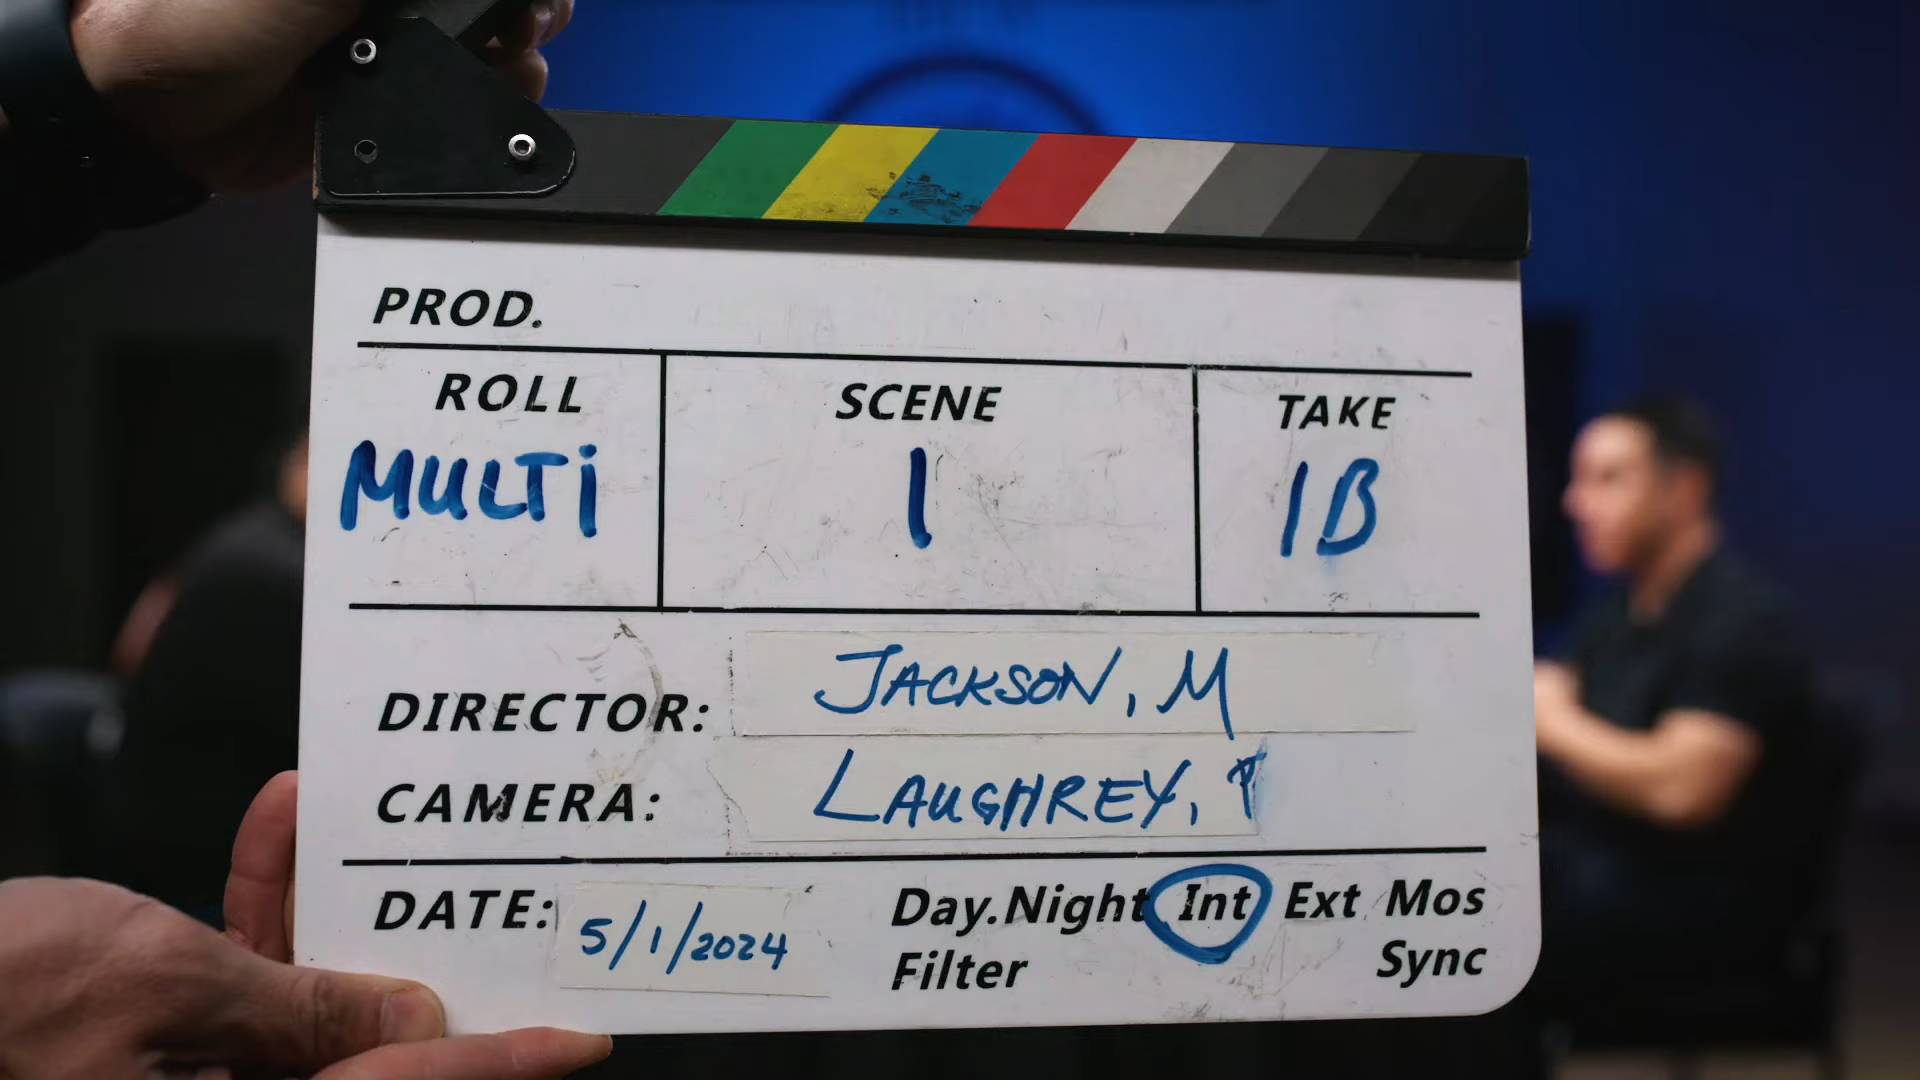 PROD.
ROLL SCENE TAKE
MULTi 1 1B
DIRECTOR: JACKSON, M
CAMERA: LAUGHREY, P
DATE: 5/1/2024 Day.Night Int Ext Mos
Filter Sync